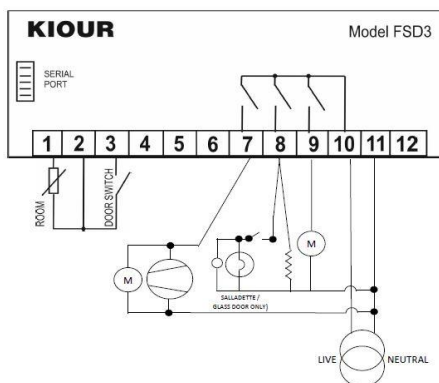 KIOUR
Model FSD3
SERIAL
PORT
1 2 3 4 5 6 7 8 9 10 11 12
ROOM
DOOR SWITCH
M
M
SALLADETTE /
GLASS DOOR ONLY)
LIVE
NEUTRAL